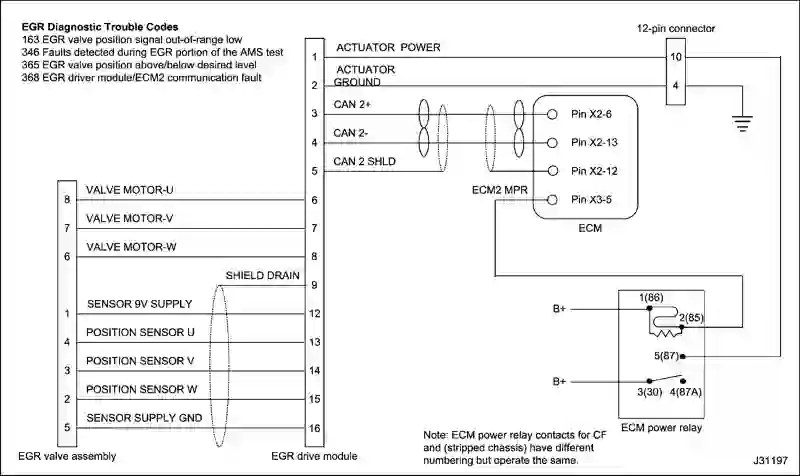 EGR Diagnostic Trouble Codes
163 EGR valve position signal out-of-range low
346 Faults detected during EGR portion of the AMS test
365 EGR valve position above/below desired level
368 EGR driver module/ECM2 communication fault
12-pin connector
1 ACTUATOR POWER 10
ACTUATOR
2 GROUND 4
3 CAN 2+ Pin X2-6
4 CAN 2- Pin X2-13
5 CAN 2 SHLD Pin X2-12
ECM2 MPR Pin X3-5
ECM
8 VALVE MOTOR-U 6
7 VALVE MOTOR-V 7
6 VALVE MOTOR-W 8
SHIELD DRAIN 9
1 SENSOR 9V SUPPLY 12
4 POSITION SENSOR U 13
3 POSITION SENSOR V 14
2 POSITION SENSOR W 15
5 SENSOR SUPPLY GND 16
EGR valve assembly
EGR drive module
1(86)
B+
2(85)
5(87)
B+
3(30) 4(87A)
ECM power relay
Note: ECM power relay contacts for CF
and (stripped chassis) have different
numbering but operate the same.
J31197